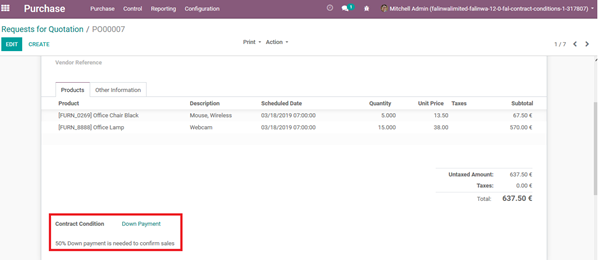 Purchase
Purchase Control Reporting Configuration
Mitchell Admin (falinwalimited-falinwa-12-0-fal-contract-conditions-1-317807)
Requests for Quotation / PO00007
EDIT CREATE Print Action 1 / 7
Vendor Reference
Products Other Information
Product Description Scheduled Date Quantity Unit Price Taxes Subtotal
[FURN_0269] Office Chair Black Mouse, Wireless 03/18/2019 07:00:00 5.000 13.50 67.50 €
[FURN_8888] Office Lamp Webcam 03/18/2019 07:00:00 15.000 38.00 570.00 €
Untaxed Amount: 637.50 €
Taxes: 0.00 €
Total: 637.50 €
Contract Condition Down Payment
50% Down payment is needed to confirm sales